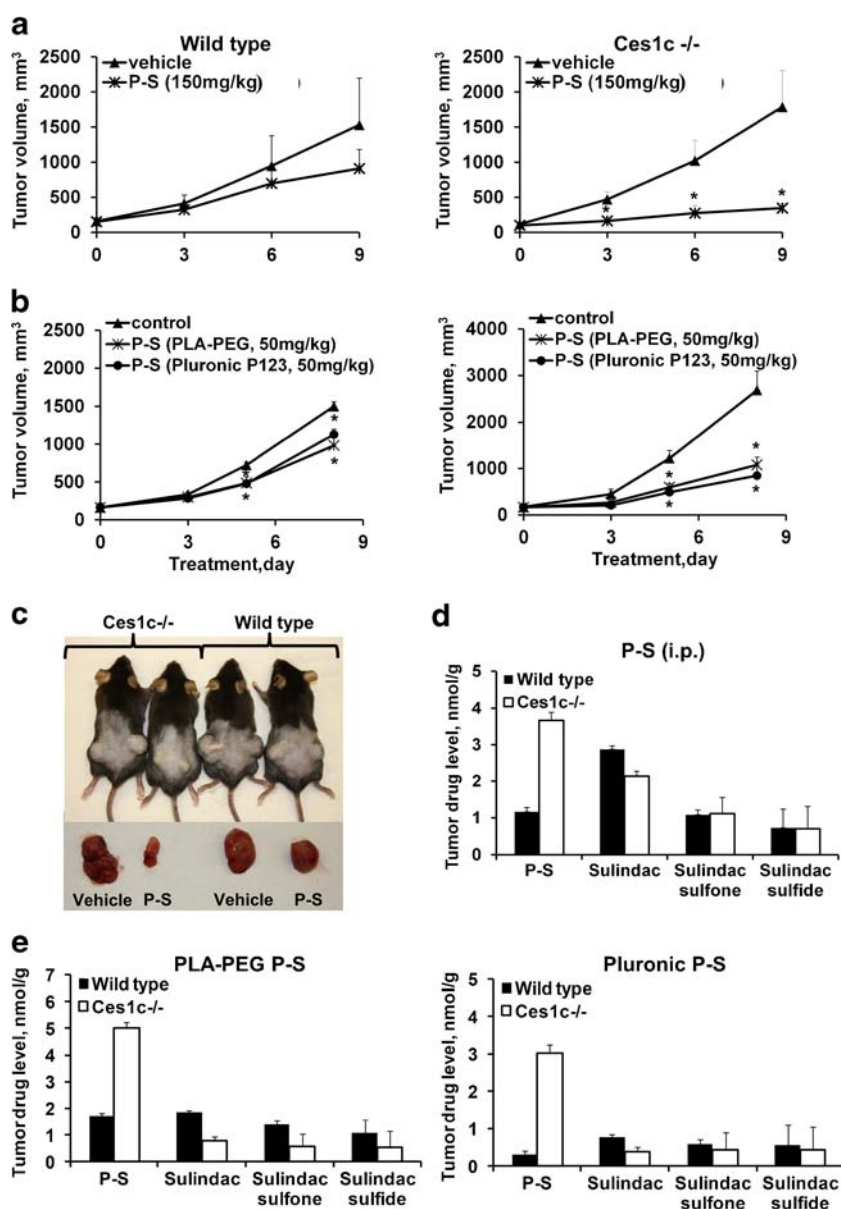 a
Wild type
Tumor volume, mm³
2500
2000
1500
1000
500
0
vehicle
P-S (150mg/kg) )
0 3 6 9
Ces1c -/-
Tumor volume, mm³
2500
2000
1500
1000
500
0
vehicle
P-S (150mg/kg) )
* * *
0 3 6 9
b
Tumor volume, mm³
2500
2000
1500
1000
500
0
control
P-S (PLA-PEG, 50mg/kg)
P-S (Pluronic P123, 50mg/kg)
* * * *
0 3 6 9
Treatment,day
Tumor volume, mm³
4000
3000
2000
1000
0
control
P-S (PLA-PEG, 50mg/kg)
P-S (Pluronic P123, 50mg/kg)
* * * *
0 3 6 9
Treatment,day
c
Ces1c-/- Wild type
Vehicle P-S Vehicle P-S
d
P-S (i.p.)
Tumor drug level, nmol/g
5
4
3
2
1
0
Wild type
Ces1c-/-
P-S Sulindac Sulindac Sulindac
sulfone sulfide
e
PLA-PEG P-S
Tumor drug level, nmol/g
7
6
5
4
3
2
1
0
Wild type
Ces1c-/-
P-S Sulindac Sulindac Sulindac
sulfone sulfide
Pluronic P-S
Tumor drug level, nmol/g
5
4
3
2
1
0
Wild type
Ces1c-/-
P-S Sulindac Sulindac Sulindac
sulfone sulfide